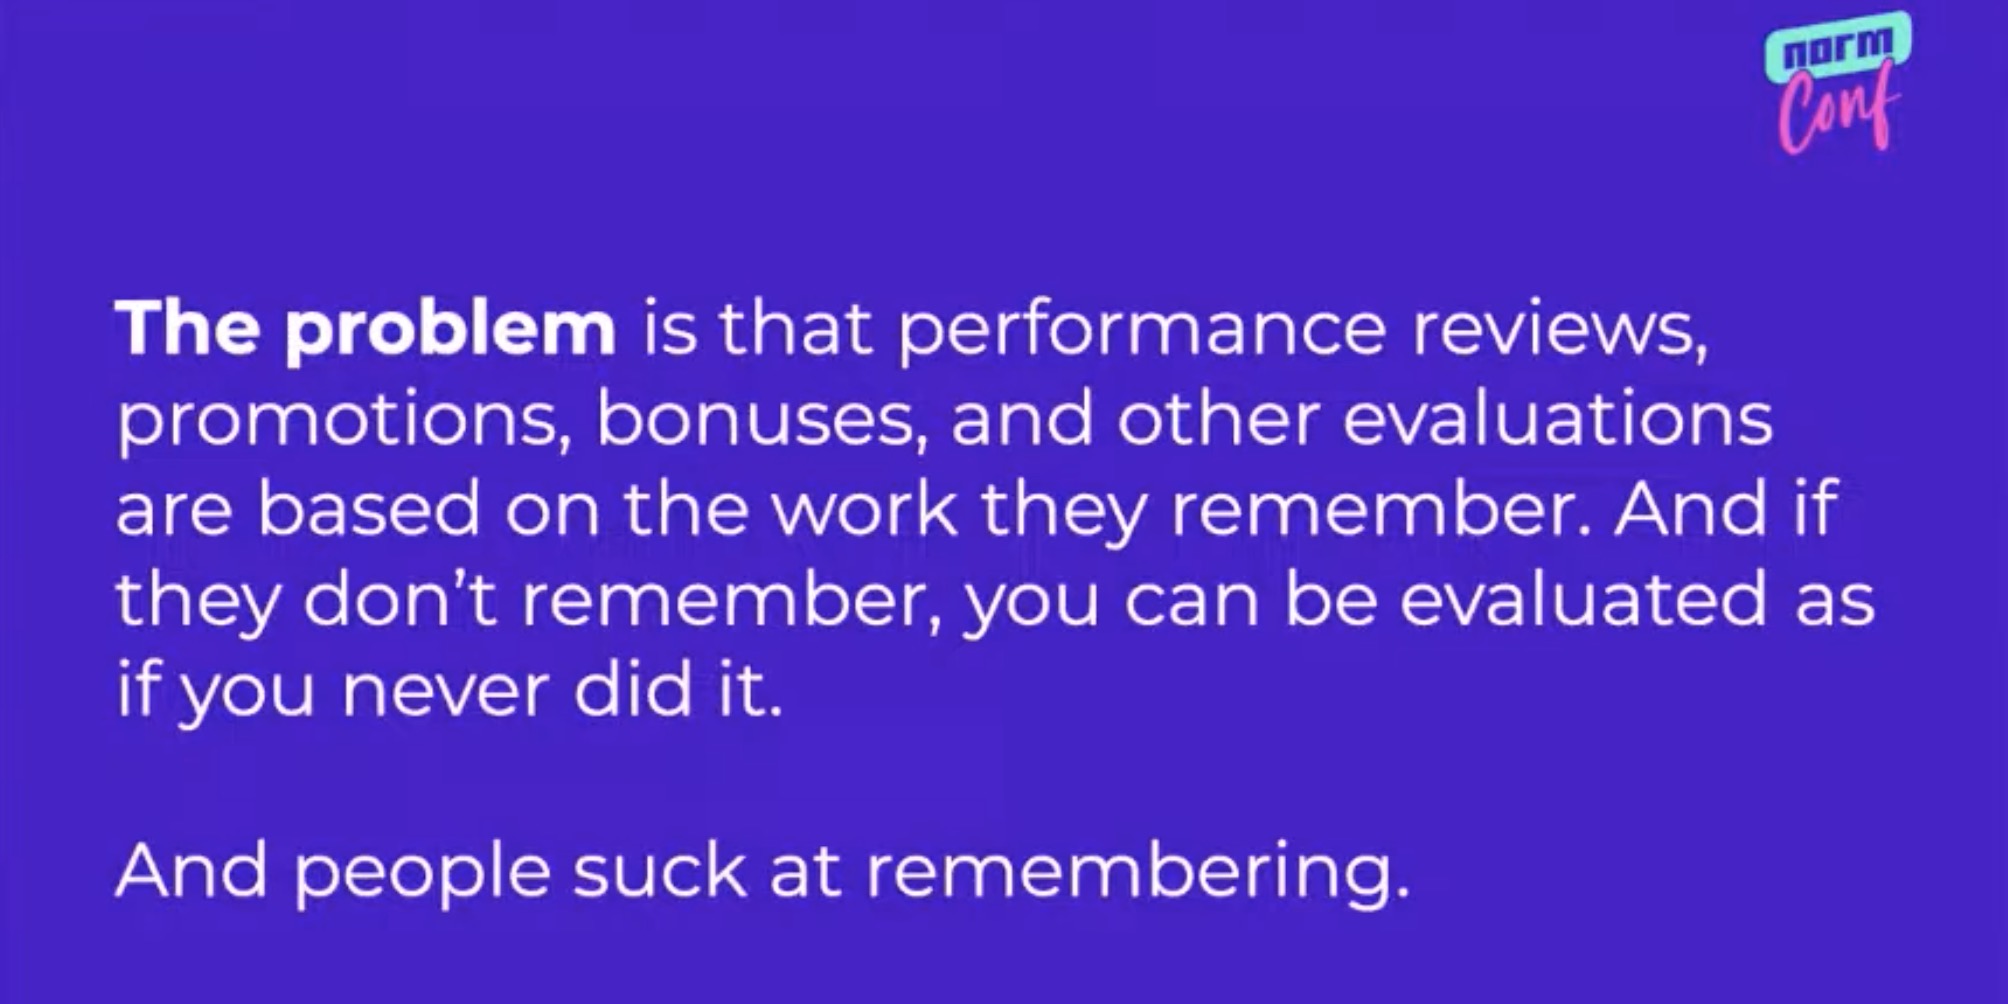 norm
Conf
The problem is that performance reviews,
promotions, bonuses, and other evaluations
are based on the work they remember. And if
they don’t remember, you can be evaluated as
if you never did it.
And people suck at remembering.